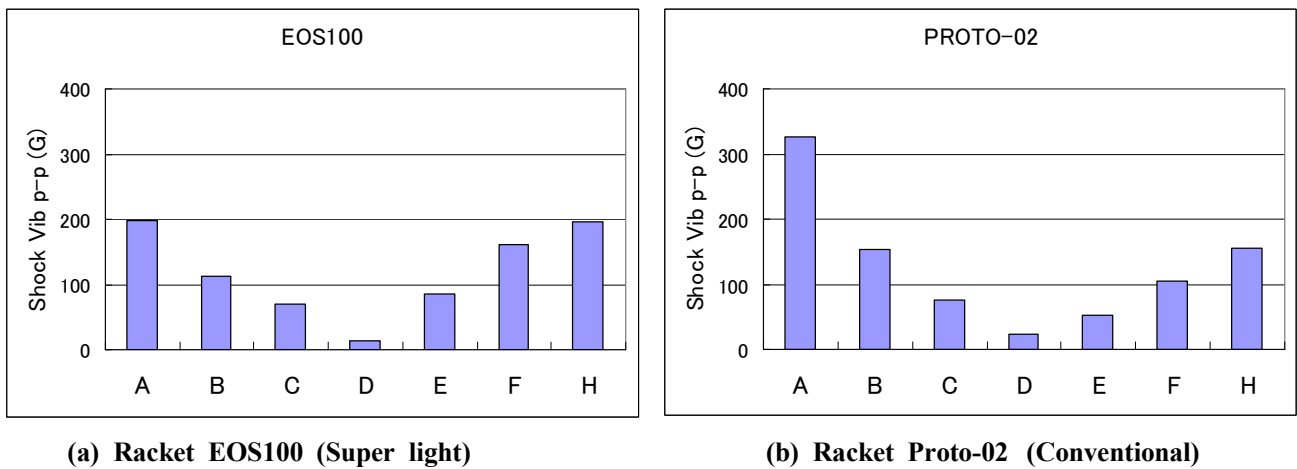 EOS100
Shock Vib p-p (G)
400
300
200
100
0
A B C D E F H
(a) Racket EOS100 (Super light)
PROTO-02
Shock Vib p-p (G)
400
300
200
100
0
A B C D E F H
(b) Racket Proto-02 (Conventional)